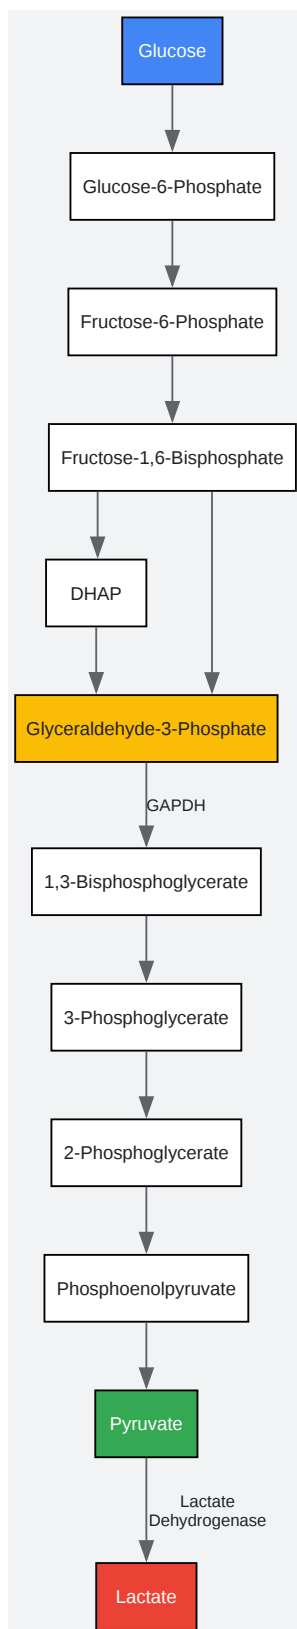 Glucose
Glucose-6-Phosphate
Fructose-6-Phosphate
Fructose-1,6-Bisphosphate
DHAP
Glyceraldehyde-3-Phosphate
GAPDH
1,3-Bisphosphoglycerate
3-Phosphoglycerate
2-Phosphoglycerate
Phosphoenolpyruvate
Pyruvate
Lactate
Dehydrogenase
Lactate